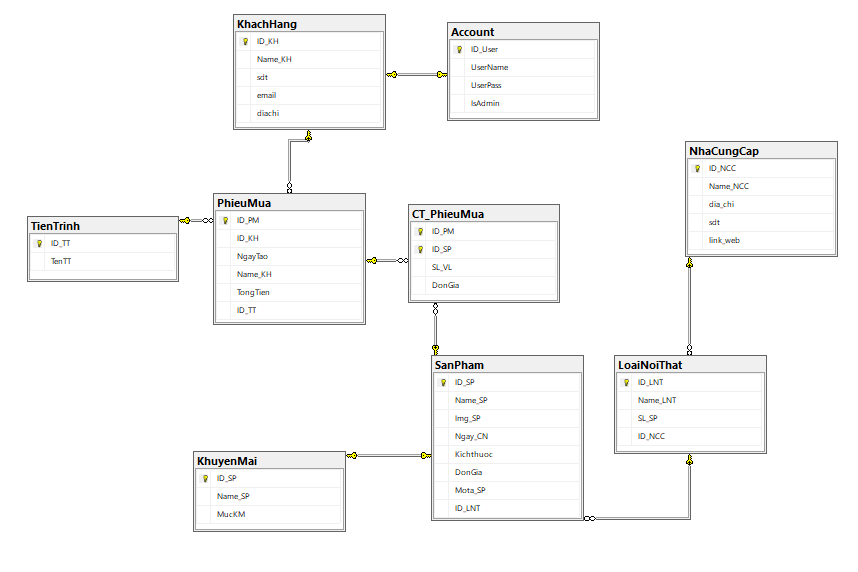 KhachHang
ID_KH
Name_KH
sdt
email
diachi
Account
ID_User
UserName
UserPass
IsAdmin
NhaCungCap
ID_NCC
Name_NCC
dia_chi
sdt
link_web
PhieuMua
ID_PM
ID_KH
NgayTao
Name_KH
TongTien
ID_TT
CT_PhieuMua
ID_PM
ID_SP
SL_VL
DonGia
TienTrinh
ID_TT
TenTT
SanPham
ID_SP
Name_SP
Img_SP
Ngay_CN
Kichthuoc
DonGia
Mota_SP
ID_LNT
LoaiNoiThat
ID_LNT
Name_LNT
SL_SP
ID_NCC
KhuyenMai
ID_SP
Name_SP
MucKM